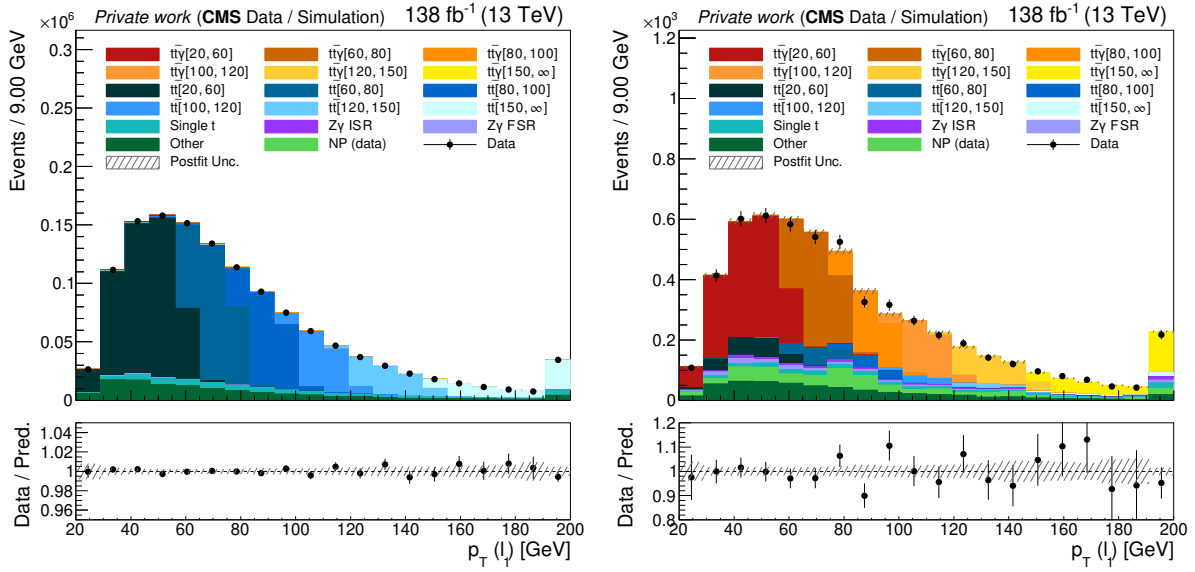 Private work (CMS Data / Simulation) 138 fb⁻¹ (13 TeV)
×10⁶
Events / 9.00 GeV
0.3
0.25
0.2
0.15
0.1
0.05
0
tt̄γ[20, 60] tt̄γ[60, 80] tt̄γ[80, 100]
tt̄γ[100, 120] tt̄γ[120, 150] tt̄γ[150, ∞]
tt̄[20, 60] tt̄[60, 80] tt̄[80, 100]
tt̄[100, 120] tt̄[120, 150] tt̄[150, ∞]
Single t Zγ ISR Zγ FSR
Other NP (data) Data
Postfit Unc.
Data / Pred.
1.04
1.02
1
0.98
0.96
20 40 60 80 100 120 140 160 180 200
p_T (l_1) [GeV]
Private work (CMS Data / Simulation) 138 fb⁻¹ (13 TeV)
×10³
Events / 9.00 GeV
1.2
1
0.8
0.6
0.4
0.2
0
tt̄γ[20, 60] tt̄γ[60, 80] tt̄γ[80, 100]
tt̄γ[100, 120] tt̄γ[120, 150] tt̄γ[150, ∞]
tt̄[20, 60] tt̄[60, 80] tt̄[80, 100]
tt̄[100, 120] tt̄[120, 150] tt̄[150, ∞]
Single t Zγ ISR Zγ FSR
Other NP (data) Data
Postfit Unc.
Data / Pred.
1.2
1.1
1
0.9
0.8
20 40 60 80 100 120 140 160 180 200
p_T (l_1) [GeV]